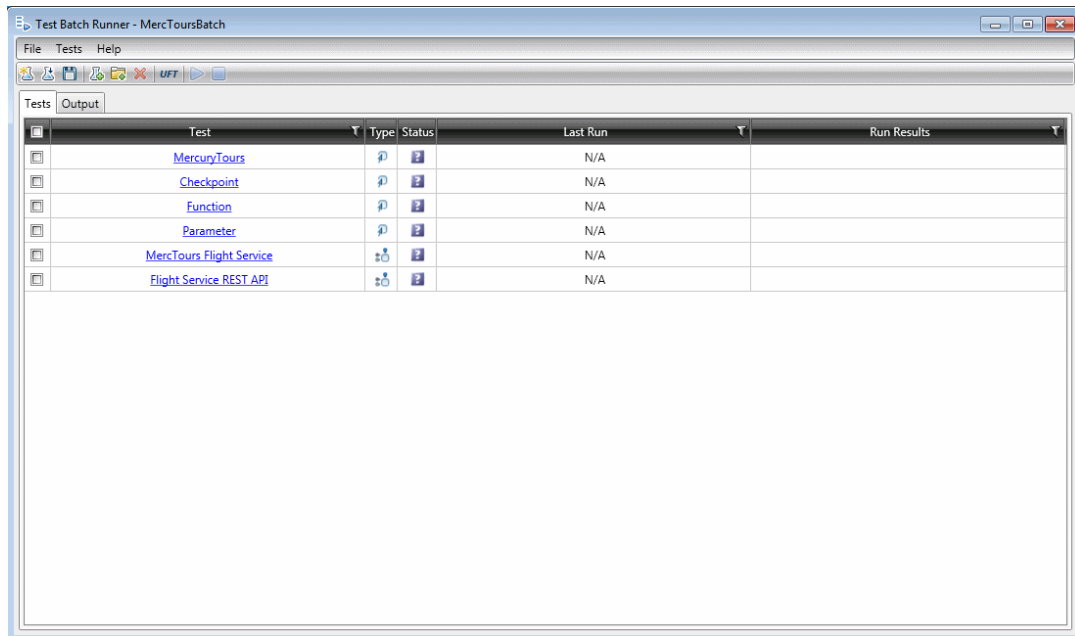 Test Batch Runner - MercToursBatch
File Tests Help
UFT
Tests Output
Test Type Status Last Run Run Results
MercuryTours ? N/A
Checkpoint ? N/A
Function ? N/A
Parameter ? N/A
MercTours Flight Service ? N/A
Flight Service REST API ? N/A